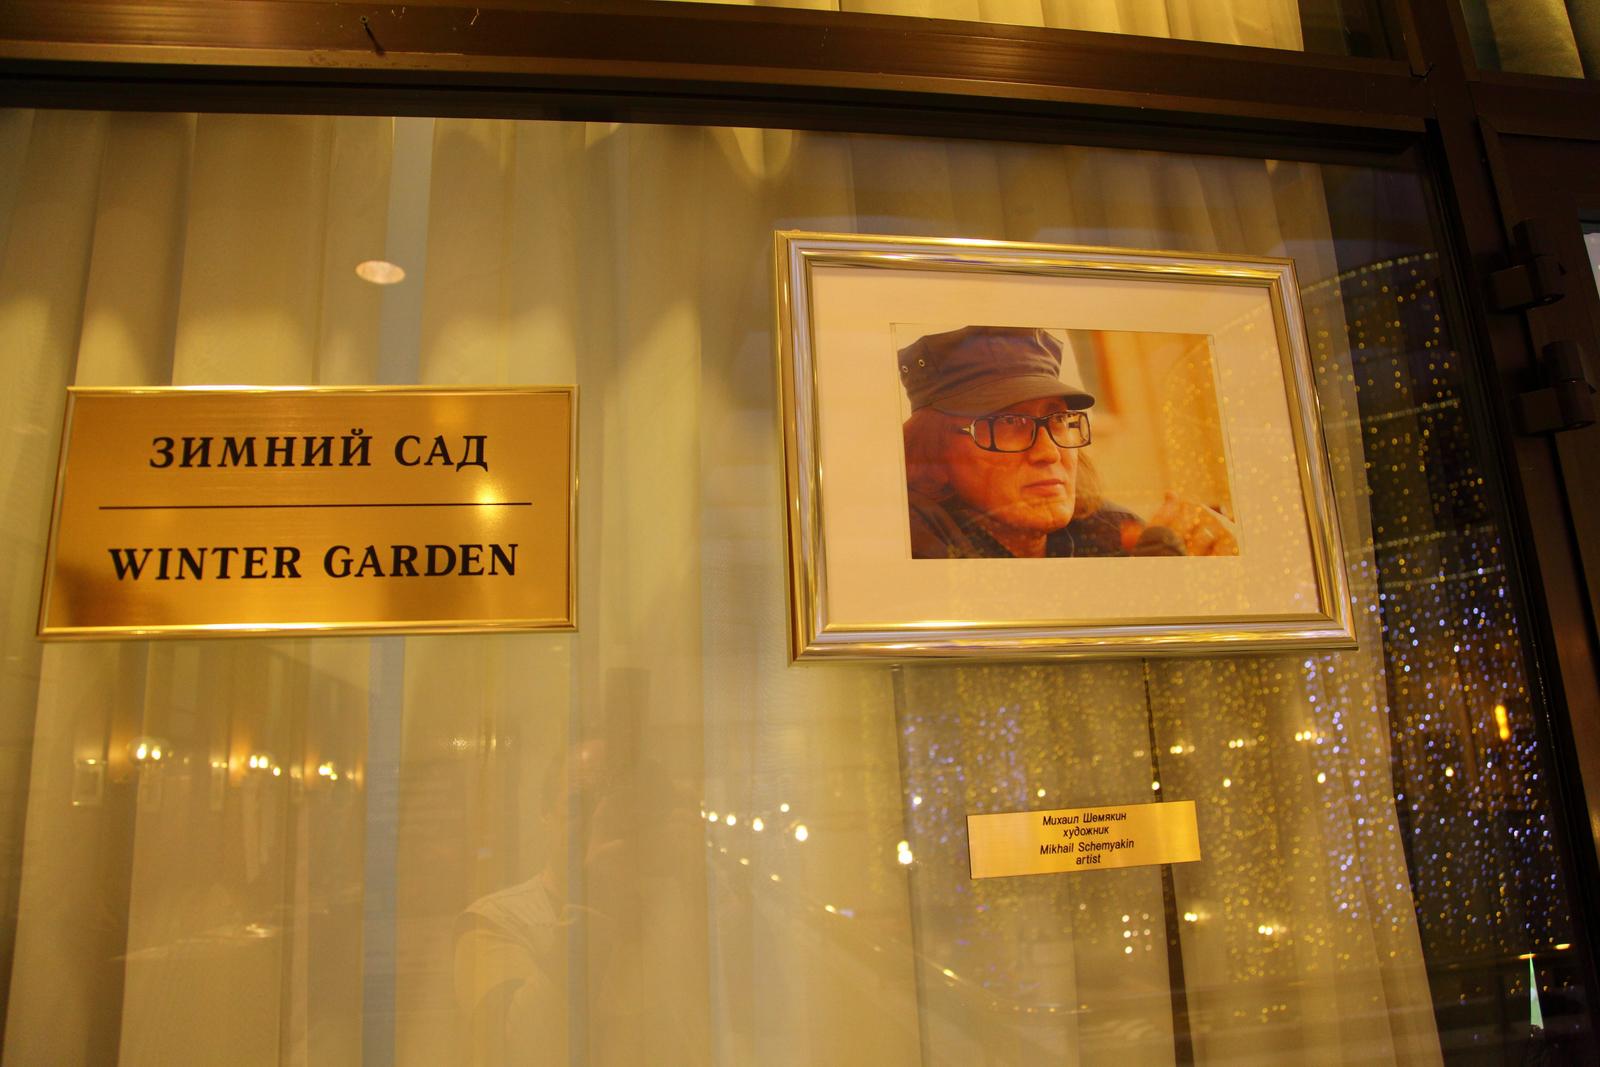 ЗИМНИЙ САД
WINTER GARDEN
Михаил Шемякин
художник
Mikhail Schemyakin
artist